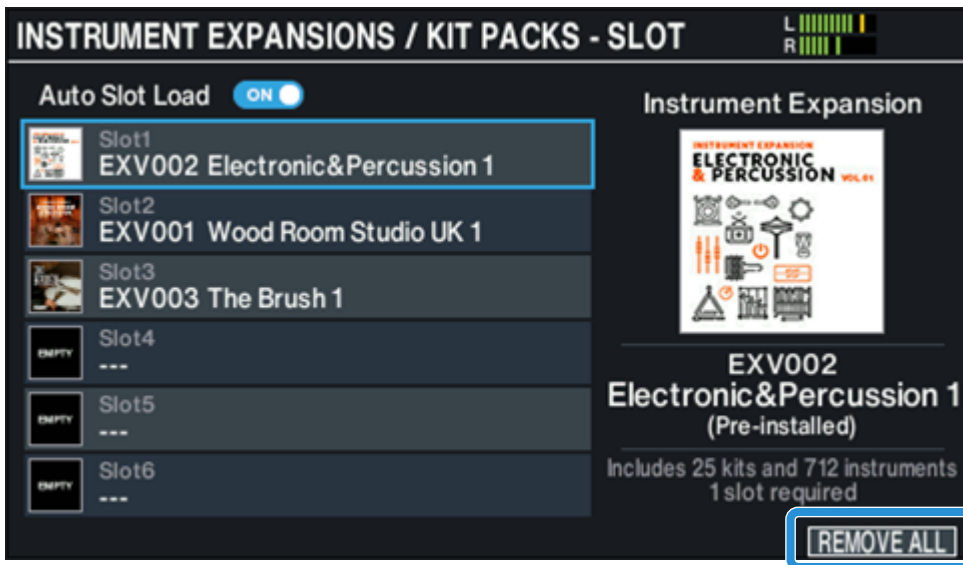 INSTRUMENT EXPANSIONS / KIT PACKS - SLOT
L
R
Auto Slot Load ON
Slot1
EXV002 Electronic&Percussion 1
Slot2
EXV001 Wood Room Studio UK 1
Slot3
EXV003 The Brush 1
EMPTY
Slot4
---
EMPTY
Slot5
---
EMPTY
Slot6
---
Instrument Expansion
INSTRUMENT EXPANSION
ELECTRONIC
& PERCUSSION VOL.01
EXV002
Electronic&Percussion 1
(Pre-installed)
Includes 25 kits and 712 instruments
1 slot required
REMOVE ALL